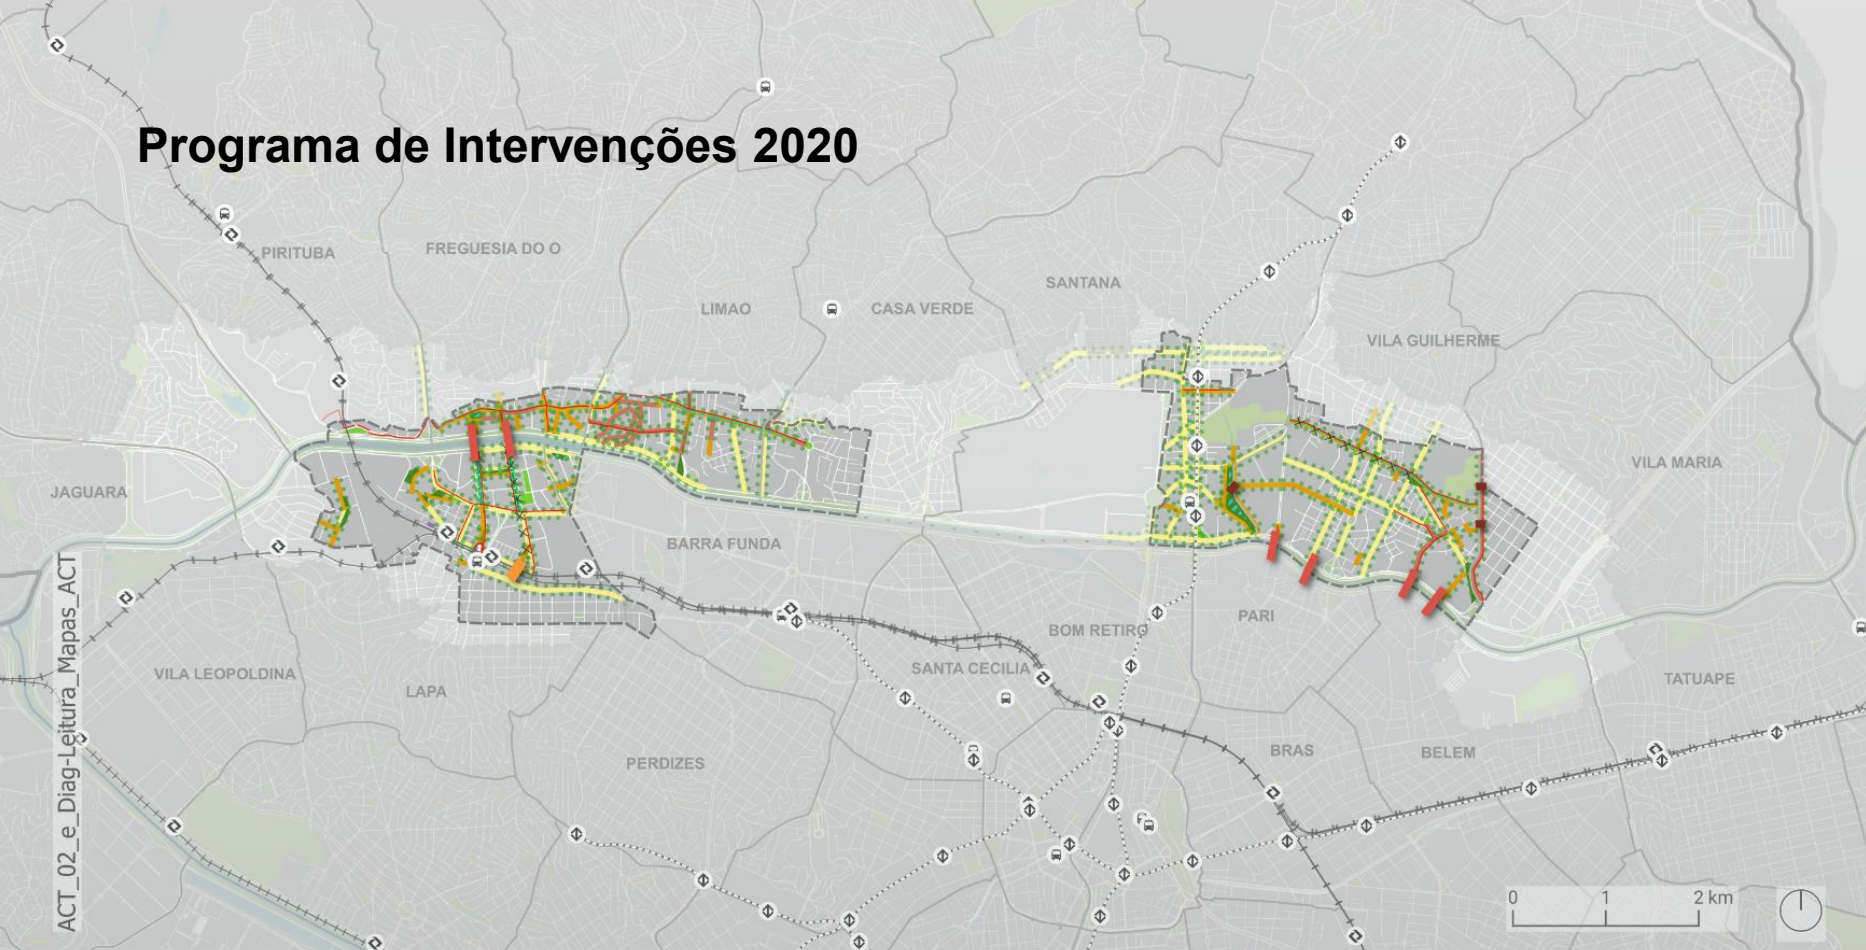 Programa de Intervenções 2020
PIRITUBA
FREGUESIA DO O
LIMAO
CASA VERDE
SANTANA
VILA GUILHERME
JAGUARA
VILA MARIA
BARRA FUNDA
PARI
BOM RETIRO
SANTA CECILIA
VILA LEOPOLDINA
LAPA
TATUAPE
PERDIZES
BRAS
BELEM
ACT_02_e_Diag-Leitura_Mapas_ACT
0 1 2 km